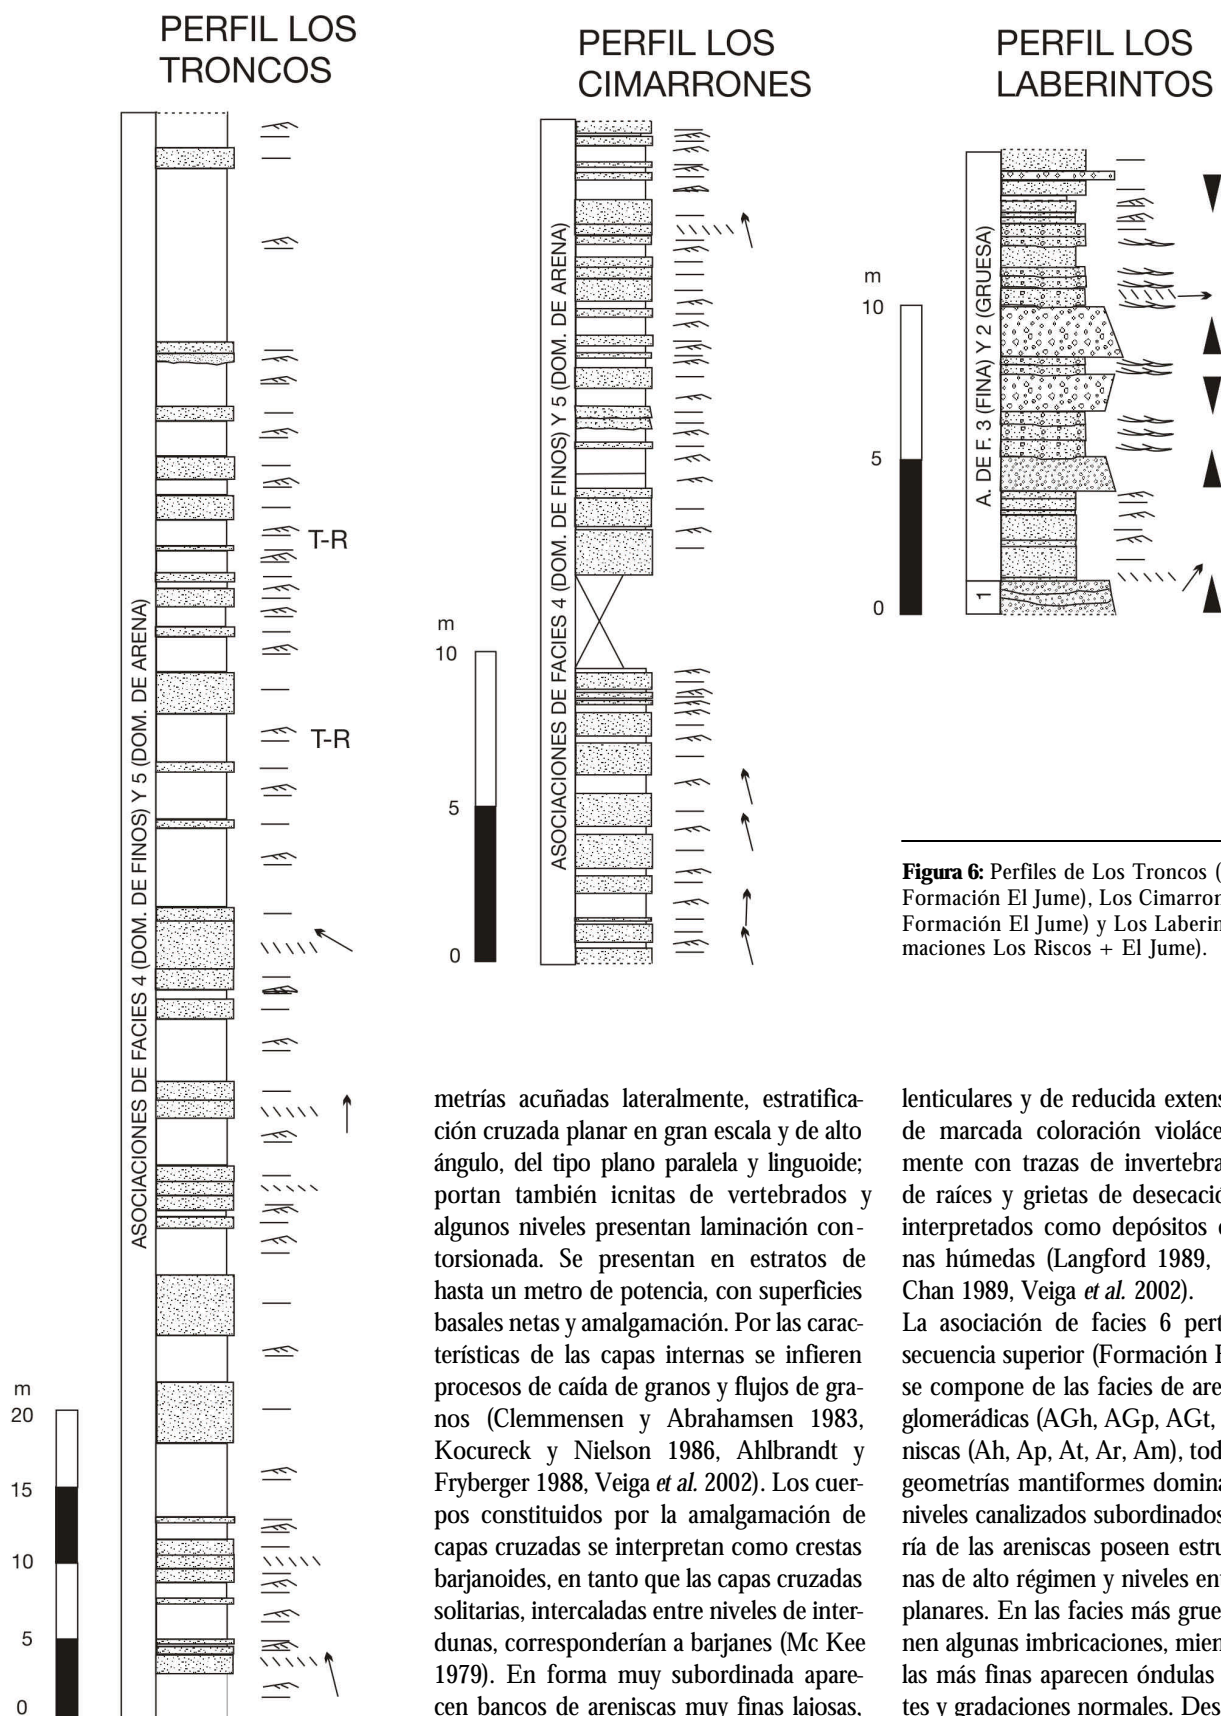 PERFIL LOS
TRONCOS
ASOCIACIONES DE FACIES 4 (DOM. DE FINOS) Y 5 (DOM. DE ARENA)
T-R
T-R
m
20
15
10
5
0
PERFIL LOS
CIMARRONES
ASOCIACIONES DE FACIES 4 (DOM. DE FINOS) Y 5 (DOM. DE ARENA)
m
10
5
0
PERFIL LOS
LABERINTOS
A. DE F. 3 (FINA) Y 2 (GRUESA)
1
m
10
5
0
Figura 6: Perfiles de Los Troncos (
Formación El Jume), Los Cimarron
Formación El Jume) y Los Laberin
maciones Los Riscos + El Jume).
metrías acuñadas lateralmente, estratifica-
ción cruzada planar en gran escala y de alto
ángulo, del tipo plano paralela y linguoide;
portan también icnitas de vertebrados y
algunos niveles presentan laminación con-
torsionada. Se presentan en estratos de
hasta un metro de potencia, con superficies
basales netas y amalgamación. Por las carac-
terísticas de las capas internas se infieren
procesos de caída de granos y flujos de gra-
nos (Clemmensen y Abrahamsen 1983,
Kocureck y Nielson 1986, Ahlbrandt y
Fryberger 1988, Veiga et al. 2002). Los cuer-
pos constituidos por la amalgamación de
capas cruzadas se interpretan como crestas
barjanoides, en tanto que las capas cruzadas
solitarias, intercaladas entre niveles de inter-
dunas, corresponderían a barjanes (Mc Kee
1979). En forma muy subordinada apare-
cen bancos de areniscas muy finas lajosas,
lenticulares y de reducida extens
de marcada coloración violáce
mente con trazas de invertebra
de raíces y grietas de desecació
interpretados como depósitos d
nas húmedas (Langford 1989,
Chan 1989, Veiga et al. 2002).
La asociación de facies 6 pert
secuencia superior (Formación E
se compone de las facies de are
glomerádicas (AGh, AGp, AGt,
niscas (Ah, Ap, At, Ar, Am), tod
geometrías mantiformes domina
niveles canalizados subordinados
ría de las areniscas poseen estru
nas de alto régimen y niveles ent
planares. En las facies más grue
nen algunas imbricaciones, mien
las más finas aparecen óndulas
tes y gradaciones normales. Des